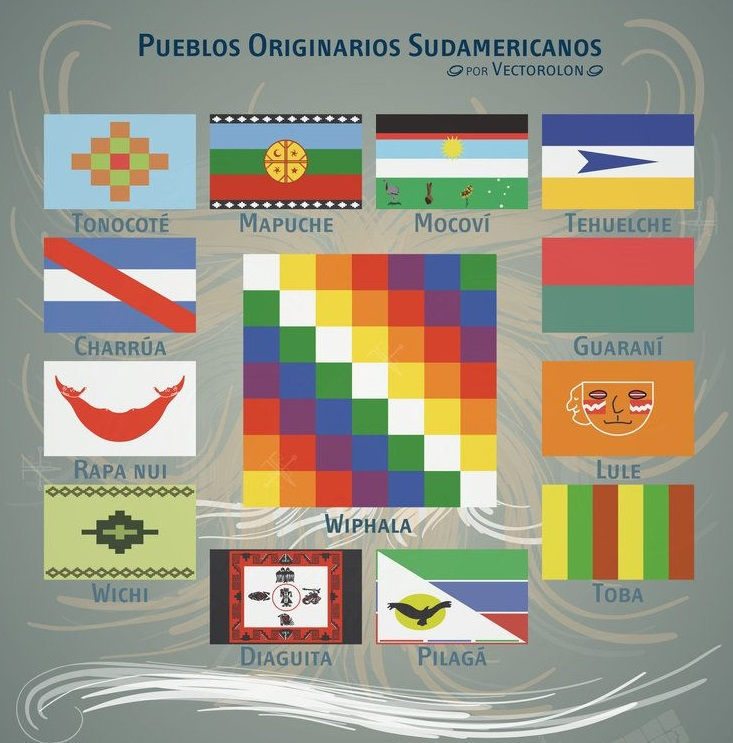 Pueblos Originarios Sudamericanos
por Vectorolon
Tonocoté
Mapuche
Mocoví
Tehuelche
Charrúa
Guaraní
Rapa nui
Lule
Wiphala
Wichi
Toba
Diaguita
Pilagá